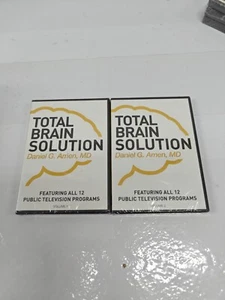 TOTAL
BRAIN
SOLUTION
Daniel G. Amen, MD
FEATURING ALL 12
PUBLIC TELEVISION PROGRAMS
TOTAL
BRAIN
SOLUTION
Daniel G. Amen, MD
FEATURING ALL 12
PUBLIC TELEVISION PROGRAMS